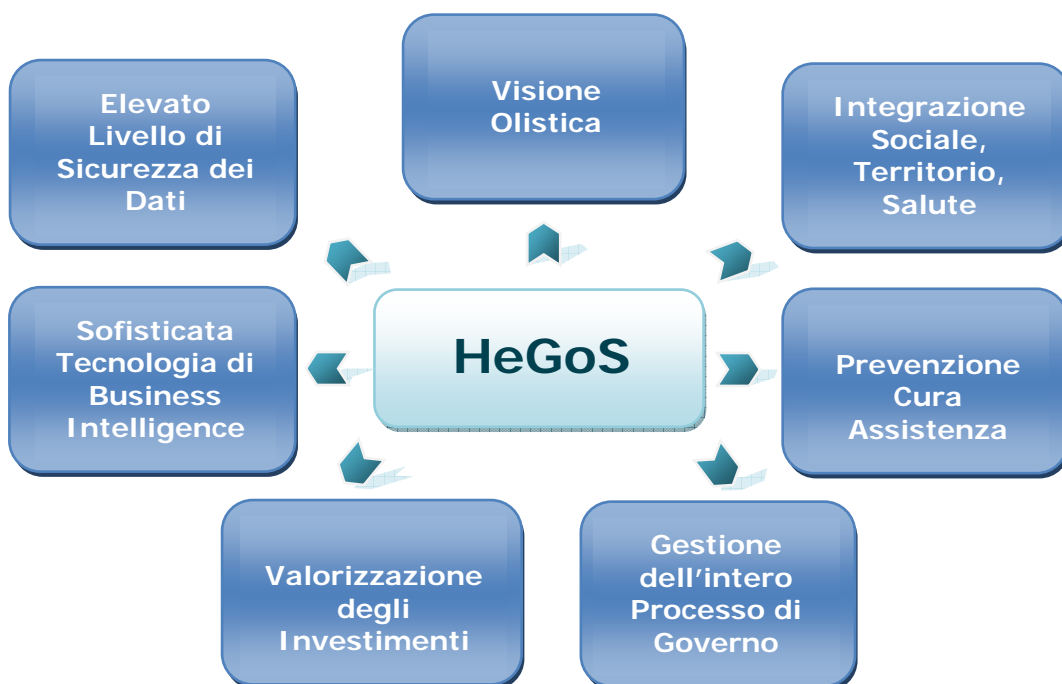 Visione
Olistica
Elevato
Livello di
Sicurezza dei
Dati
Integrazione
Sociale,
Territorio,
Salute
HeGoS
Sofisticata
Tecnologia di
Business
Intelligence
Prevenzione
Cura
Assistenza
Valorizzazione
degli
Investimenti
Gestione
dell'intero
Processo di
Governo